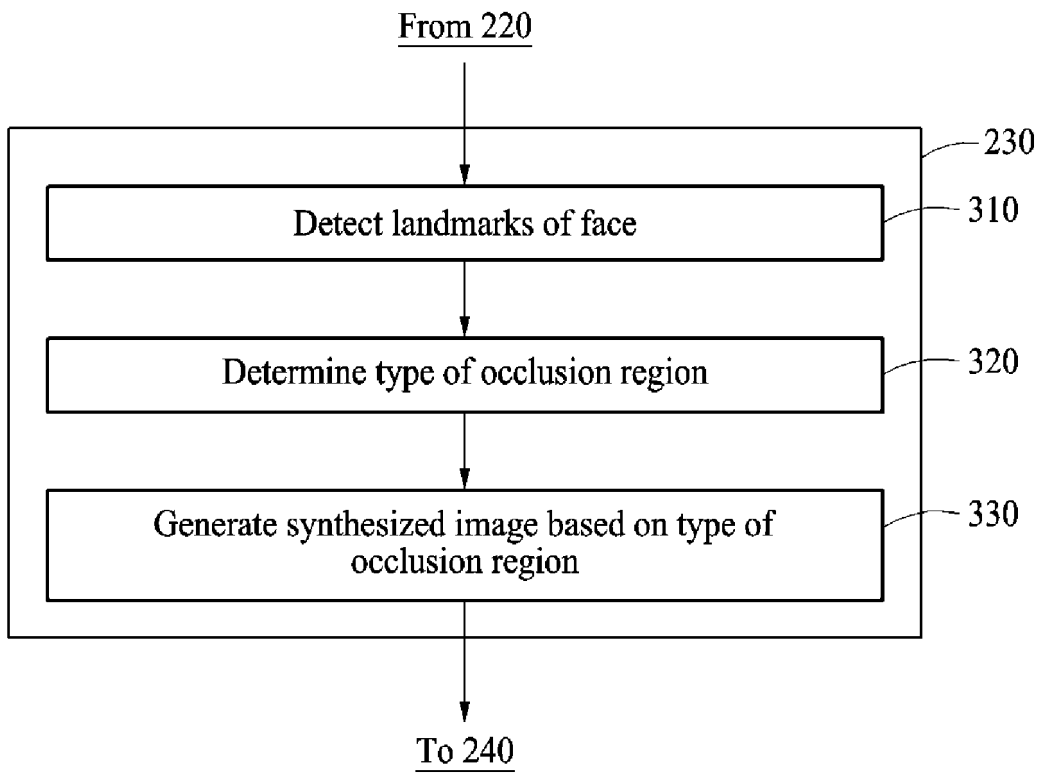 From 220
230
Detect landmarks of face
310
Determine type of occlusion region
320
Generate synthesized image based on type of
occlusion region
330
To 240